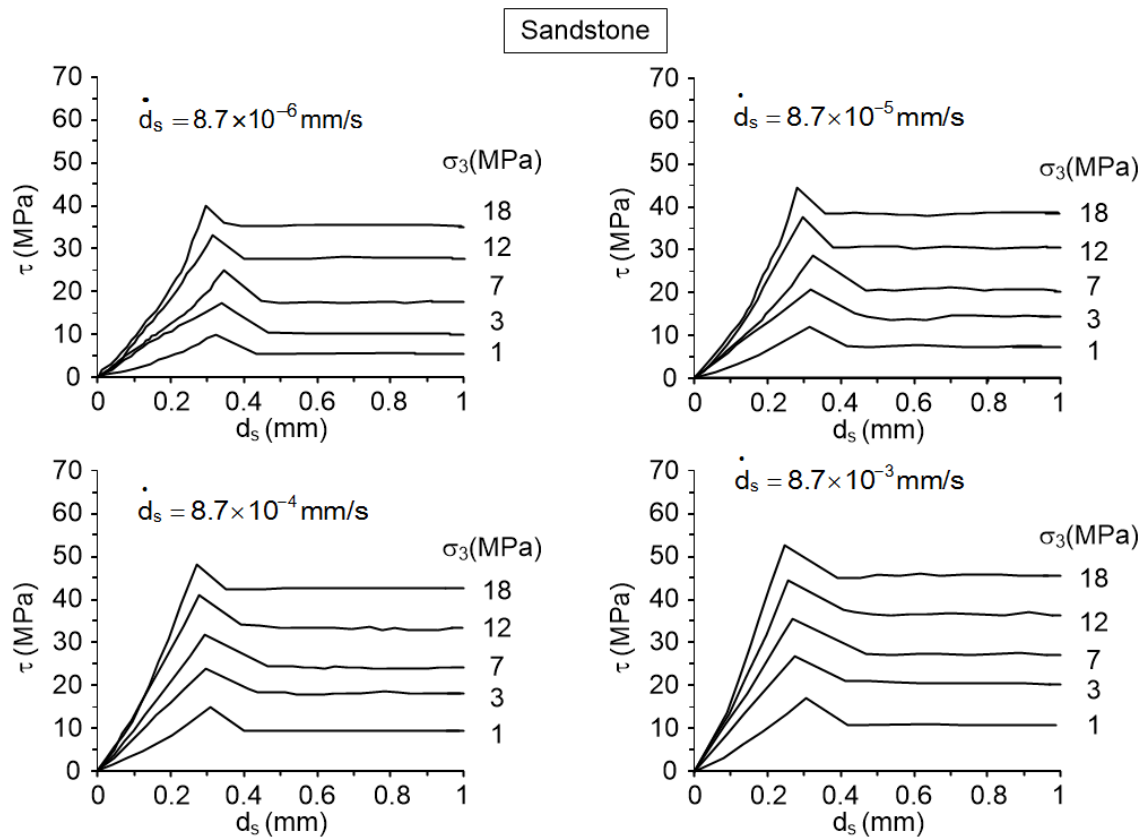 Sandstone
ḋs = 8.7×10⁻⁶ mm/s
σ3(MPa)
18
12
7
3
1
τ (MPa)
70
60
50
40
30
20
10
0
0 0.2 0.4 0.6 0.8 1
ds (mm)
ḋs = 8.7×10⁻⁵ mm/s
σ3(MPa)
18
12
7
3
1
τ (MPa)
70
60
50
40
30
20
10
0
0 0.2 0.4 0.6 0.8 1
ds (mm)
ḋs = 8.7×10⁻⁴ mm/s
σ3(MPa)
18
12
7
3
1
τ (MPa)
70
60
50
40
30
20
10
0
0 0.2 0.4 0.6 0.8 1
ds (mm)
ḋs = 8.7×10⁻³ mm/s
σ3(MPa)
18
12
7
3
1
τ (MPa)
70
60
50
40
30
20
10
0
0 0.2 0.4 0.6 0.8 1
ds (mm)